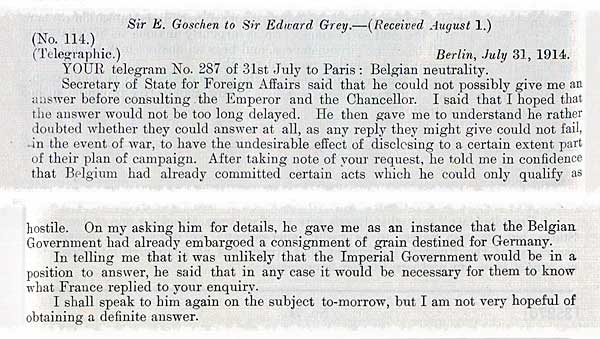 Sir E. Goschen to Sir Edward Grey.—(Received August 1.)
(No. 114.)
(Telegraphic.) Berlin, July 31, 1914.
YOUR telegram No. 287 of 31st July to Paris: Belgian neutrality.
Secretary of State for Foreign Affairs said that he could not possibly give me an
answer before consulting the Emperor and the Chancellor. I said that I hoped that
the answer would not be too long delayed. He then gave me to understand he rather
doubted whether they could answer at all, as any reply they might give could not fail,
in the event of war, to have the undesirable effect of disclosing to a certain extent part
of their plan of campaign. After taking note of your request, he told me in confidence
that Belgium had already committed certain acts which he could only qualify as
hostile. On my asking him for details, he gave me as an instance that the Belgian
Government had already embargoed a consignment of grain destined for Germany.
In telling me that it was unlikely that the Imperial Government would be in a
position to answer, he said that in any case it would be necessary for them to know
what France replied to your enquiry.
I shall speak to him again on the subject to-morrow, but I am not very hopeful of
obtaining a definite answer.